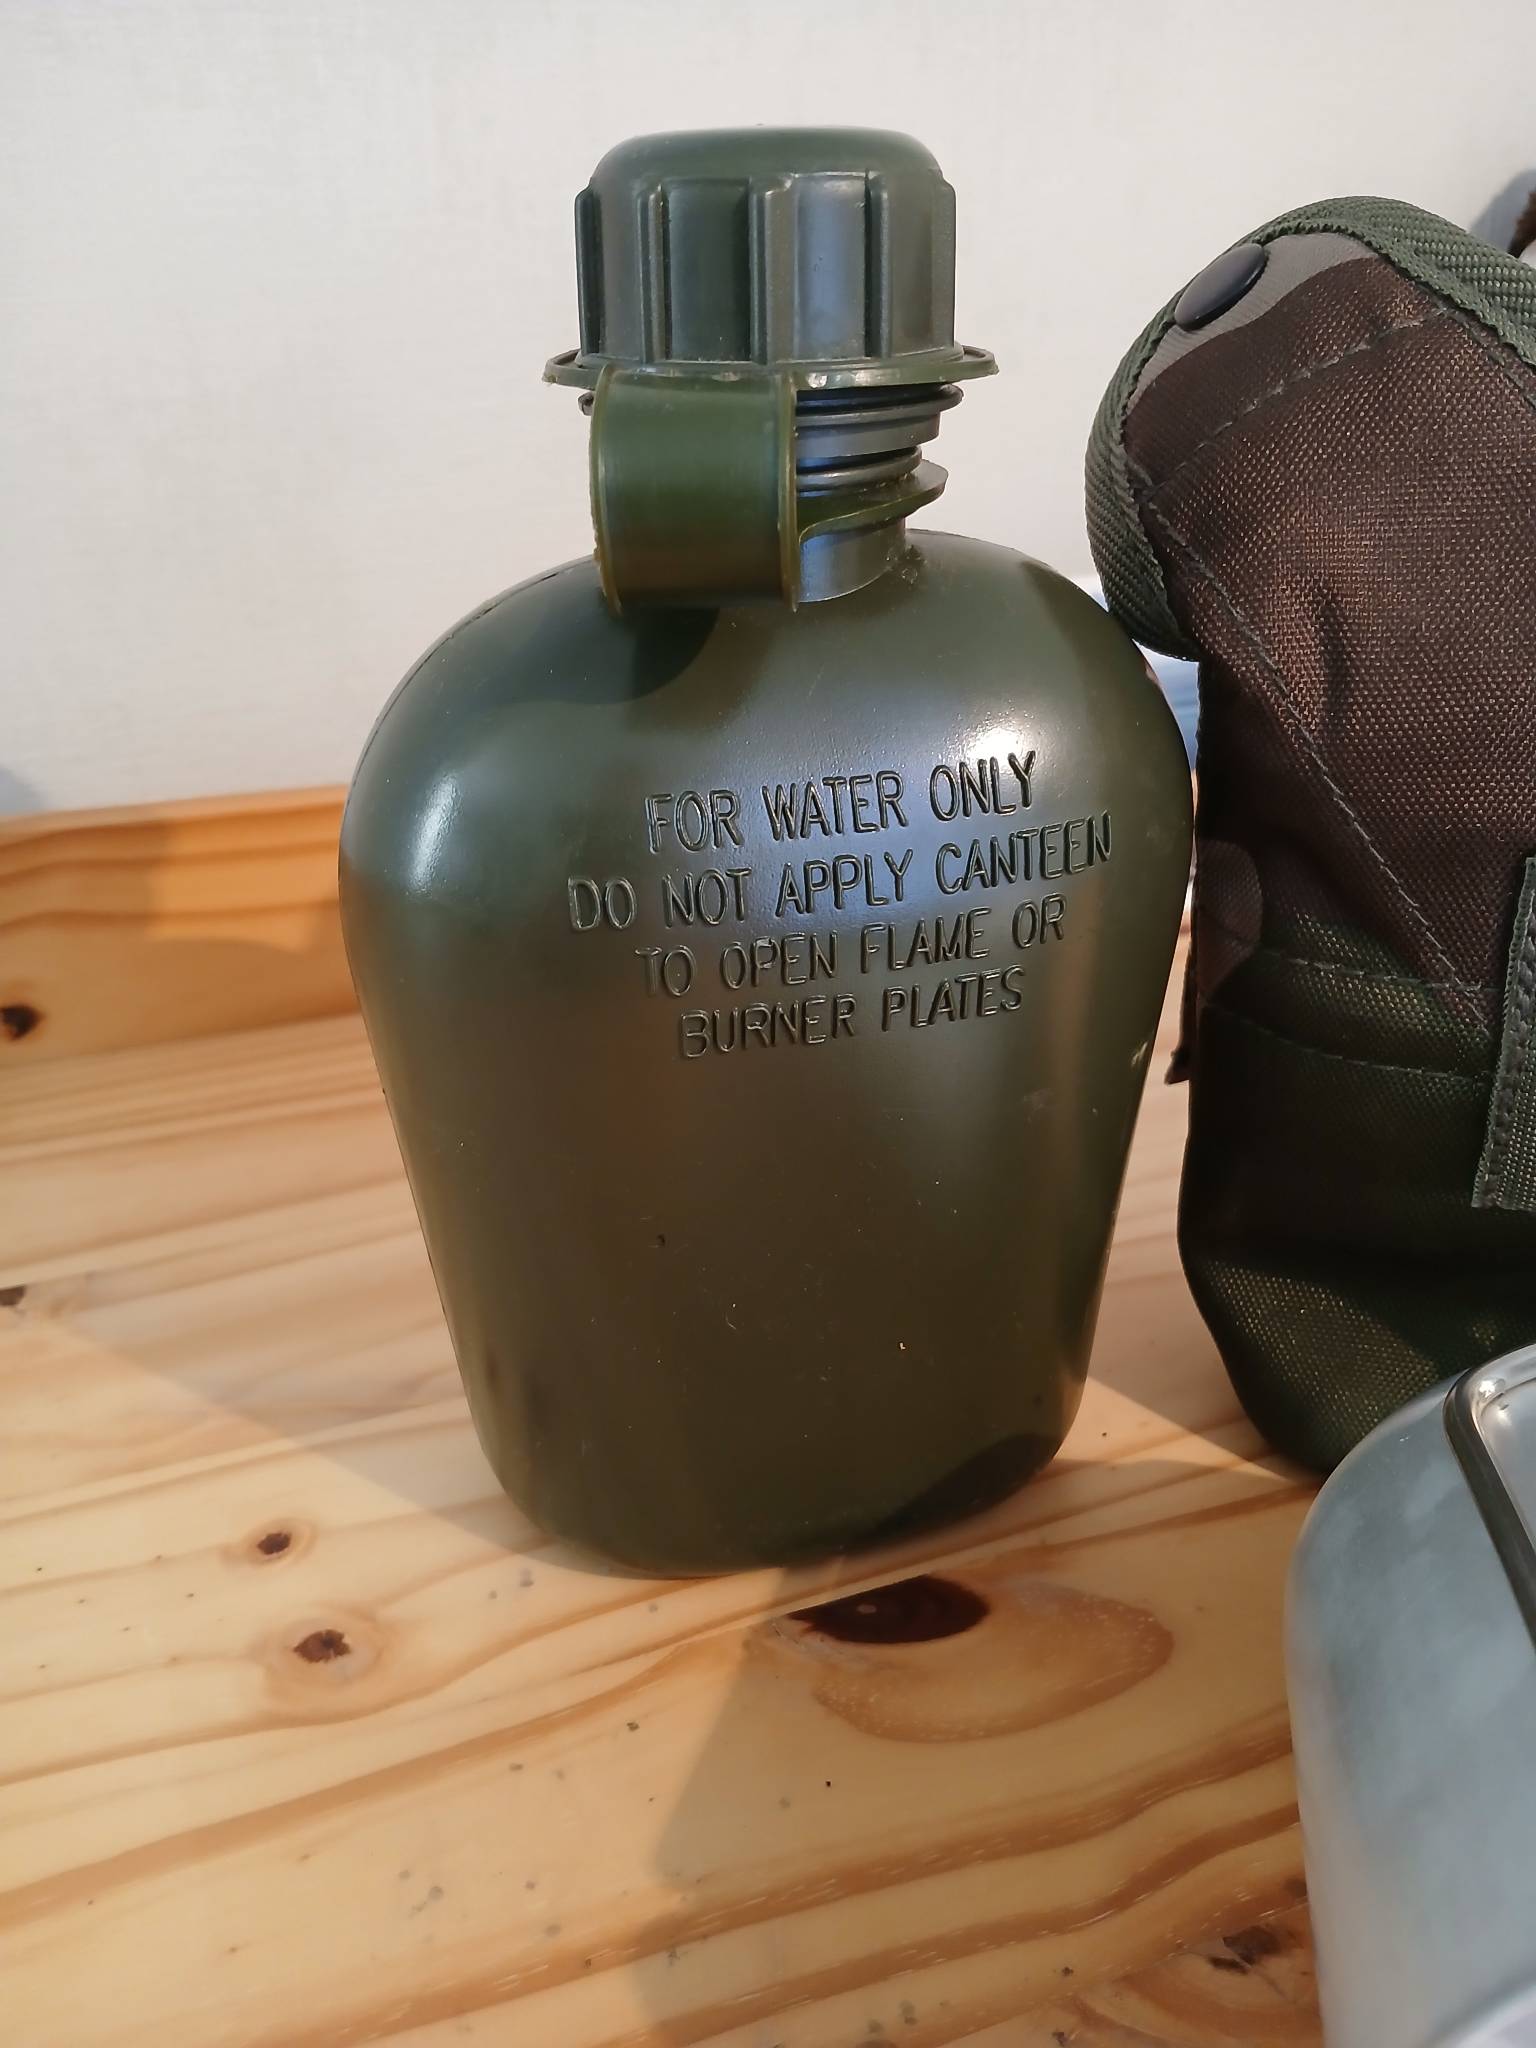 FOR WATER ONLY
DO NOT APPLY CANTEEN
TO OPEN FLAME OR
BURNER PLATES